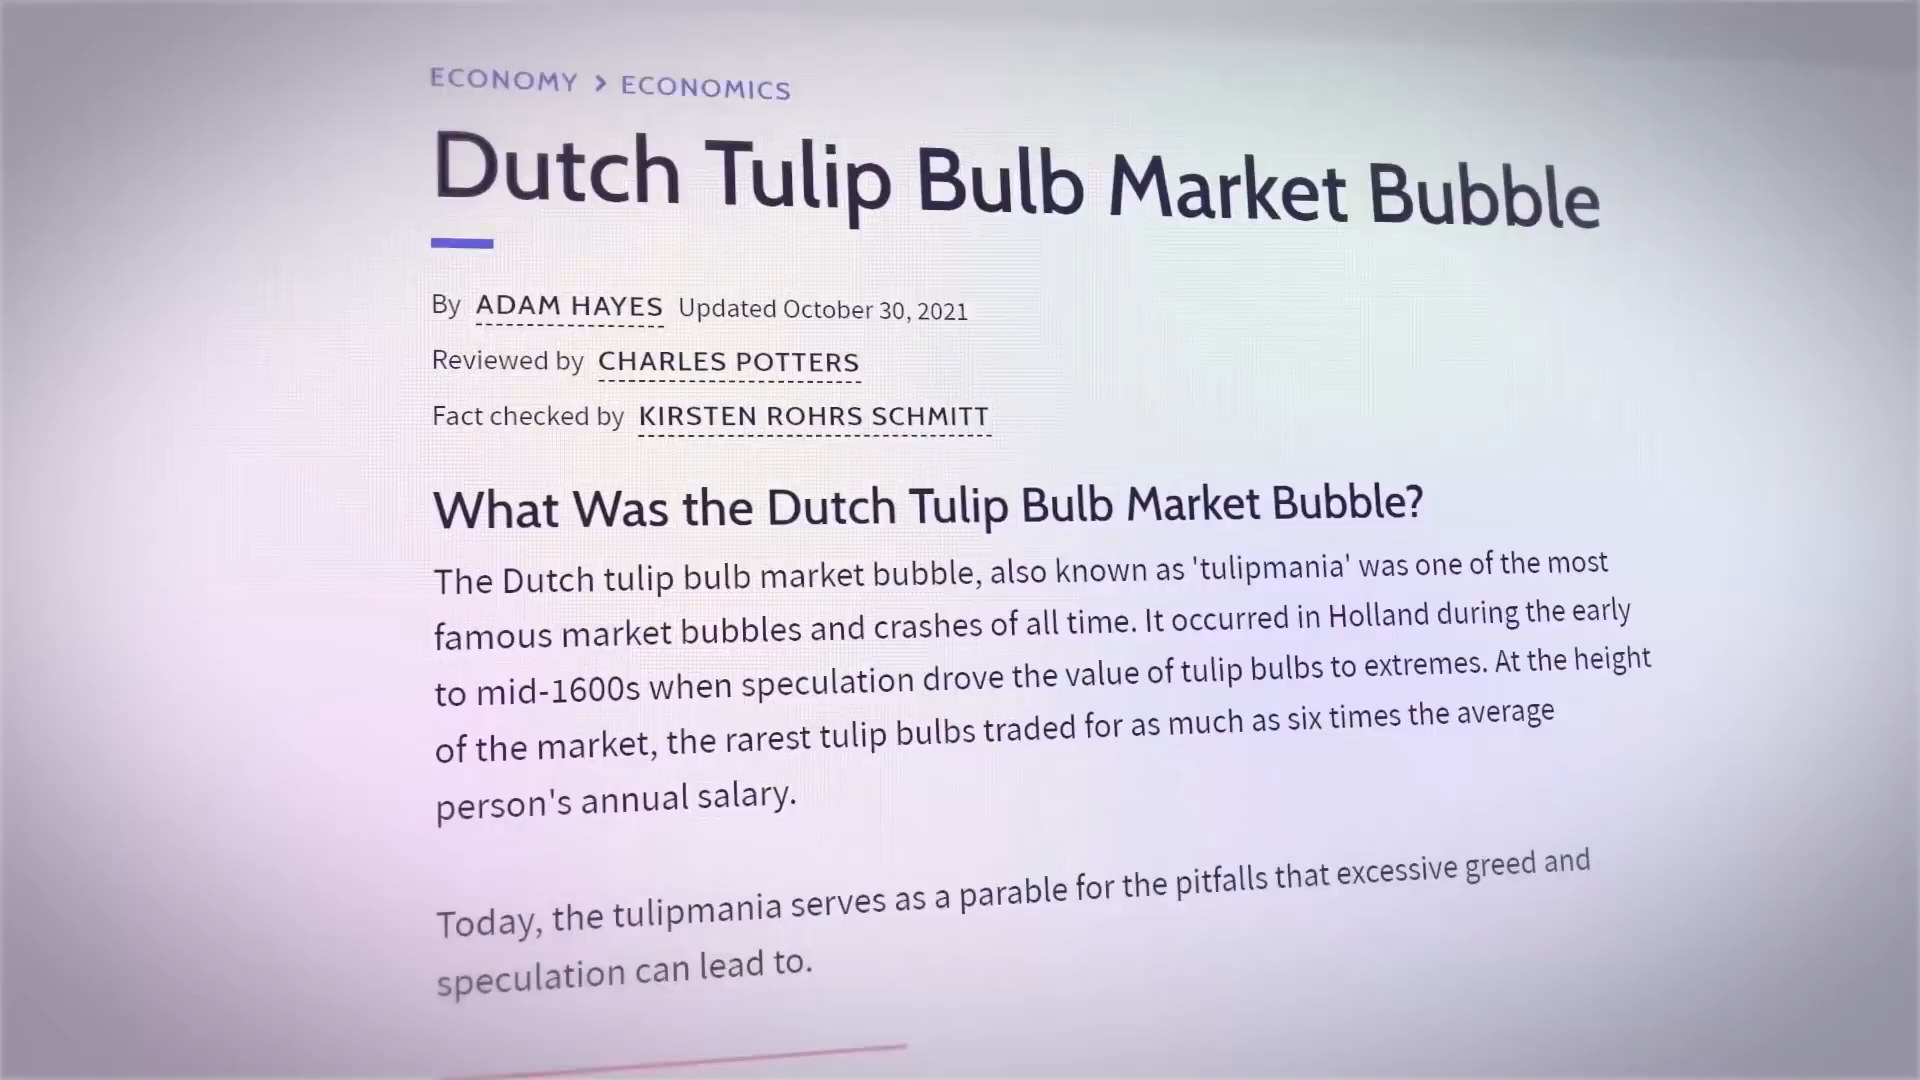 ECONOMY > ECONOMICS
Dutch Tulip Bulb Market Bubble
By ADAM HAYES Updated October 30, 2021
Reviewed by CHARLES POTTERS
Fact checked by KIRSTEN ROHRS SCHMITT
What Was the Dutch Tulip Bulb Market Bubble?
The Dutch tulip bulb market bubble, also known as 'tulipmania' was one of the most
famous market bubbles and crashes of all time. It occurred in Holland during the early
to mid-1600s when speculation drove the value of tulip bulbs to extremes. At the height
of the market, the rarest tulip bulbs traded for as much as six times the average
person's annual salary.
Today, the tulipmania serves as a parable for the pitfalls that excessive greed and
speculation can lead to.